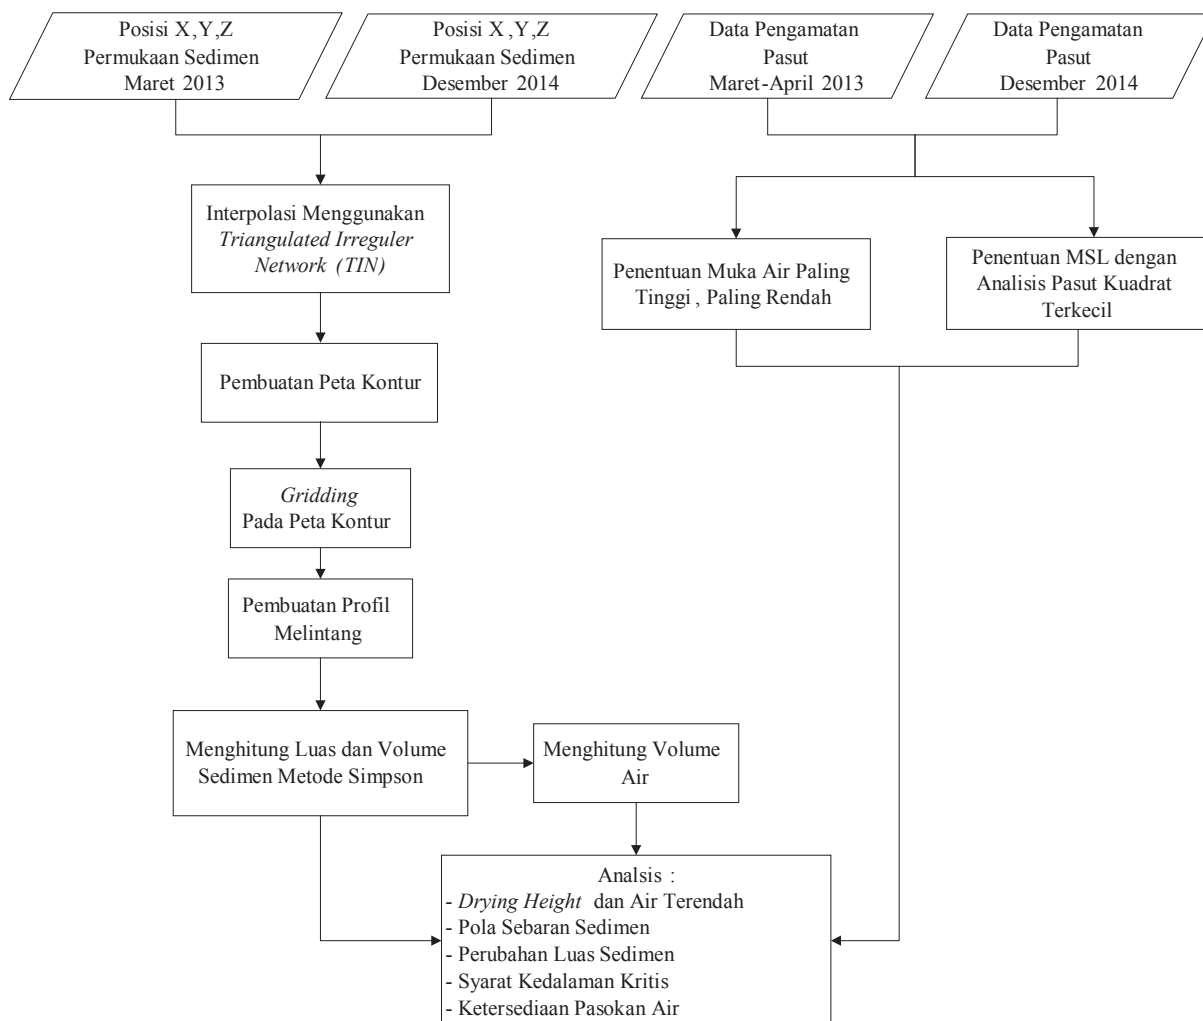 Posisi X,Y,Z
Permukaan Sedimen
Maret 2013
Posisi X ,Y,Z
Permukaan Sedimen
Desember 2014
Data Pengamatan
Pasut
Maret-April 2013
Data Pengamatan
Pasut
Desember 2014
Interpolasi Menggunakan
Triangulated Irreguler
Network (TIN)
Penentuan Muka Air Paling
Tinggi , Paling Rendah
Penentuan MSL dengan
Analisis Pasut Kuadrat
Terkecil
Pembuatan Peta Kontur
Gridding
Pada Peta Kontur
Pembuatan Profil
Melintang
Menghitung Luas dan Volume
Sedimen Metode Simpson
Menghitung Volume
Air
Analsis :
- Drying Height dan Air Terendah
- Pola Sebaran Sedimen
- Perubahan Luas Sedimen
- Syarat Kedalaman Kritis
- Ketersediaan Pasokan Air